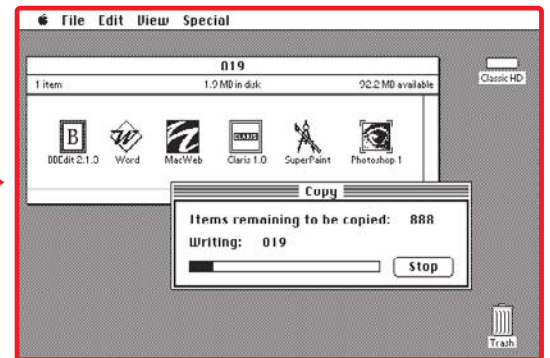 File Edit View Special
019
1 item 1.9 MB in disk 92.2 MB available
Classic HD
BBEdit 2.1.3 Word MacWeb Claris 1.0 SuperPaint Photoshop 1
Copy
Items remaining to be copied: 888
Writing: 019
Stop
Trash